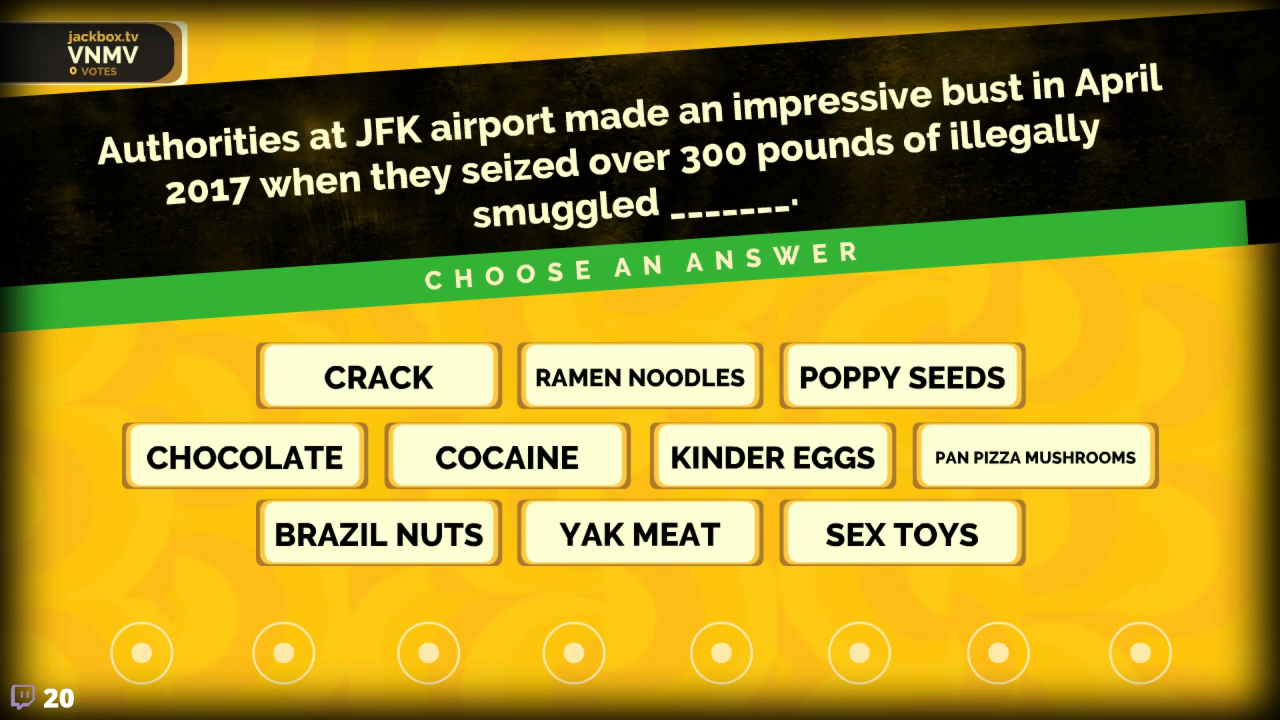 jackbox.tv
VNMV
0 VOTES
Authorities at JFK airport made an impressive bust in April
2017 when they seized over 300 pounds of illegally
smuggled _______.
CHOOSE AN ANSWER
CRACK
RAMEN NOODLES
POPPY SEEDS
CHOCOLATE
COCAINE
KINDER EGGS
PAN PIZZA MUSHROOMS
BRAZIL NUTS
YAK MEAT
SEX TOYS
20